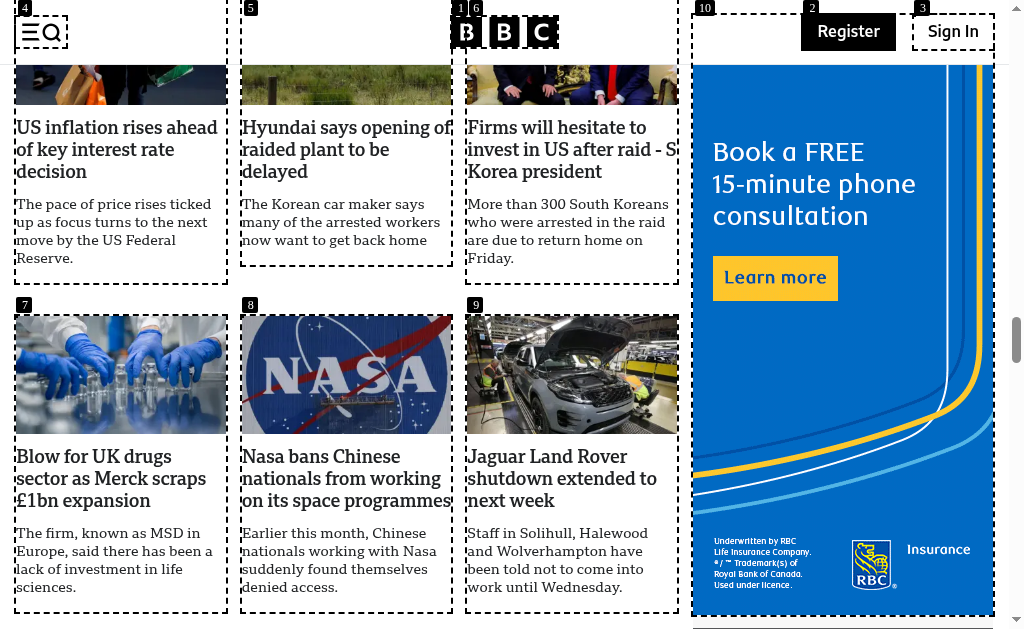 4
5
1
6
10
2
3
B B C
Register
Sign In
US inflation rises ahead
of key interest rate
decision
The pace of price rises ticked
up as focus turns to the next
move by the US Federal
Reserve.
Hyundai says opening of
raided plant to be
delayed
The Korean car maker says
many of the arrested workers
now want to get back home
Firms will hesitate to
invest in US after raid - S
Korea president
More than 300 South Koreans
who were arrested in the raid
are due to return home on
Friday.
Book a FREE
15-minute phone
consultation
Learn more
7
8
9
NASA
Blow for UK drugs
sector as Merck scraps
£1bn expansion
The firm, known as MSD in
Europe, said there has been a
lack of investment in life
sciences.
Nasa bans Chinese
nationals from working
on its space programmes
Earlier this month, Chinese
nationals working with Nasa
suddenly found themselves
denied access.
Jaguar Land Rover
shutdown extended to
next week
Staff in Solihull, Halewood
and Wolverhampton have
been told not to come into
work until Wednesday.
Underwritten by RBC
Life Insurance Company.
® / ™ Trademark(s) of
Royal Bank of Canada.
Used under licence.
RBC
®
Insurance